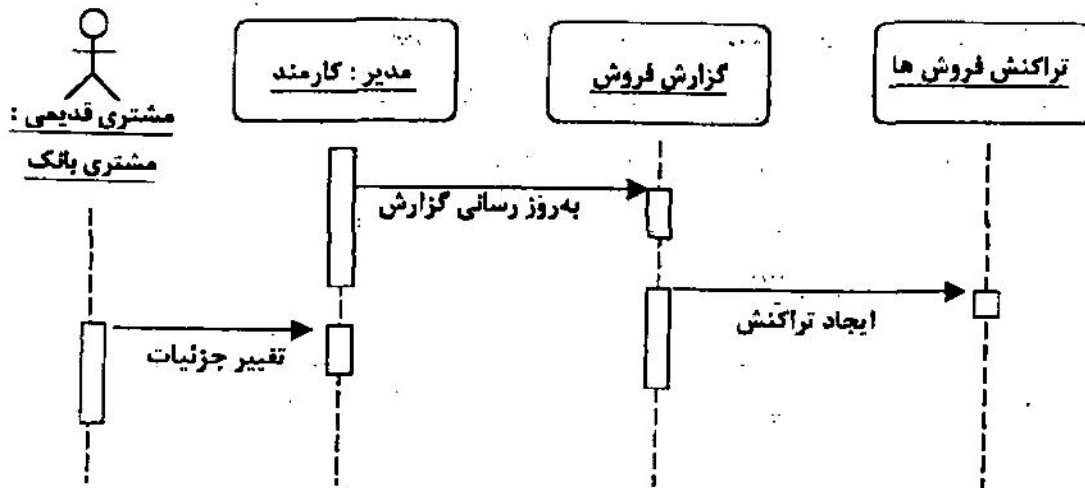 مشتری قدیمی :
مشتری بانک
مدیر : کارمند
گزارش فروش
تراکنش فروش ها
به‌روز رسانی گزارش
ایجاد تراکنش
تغییر جزئیات